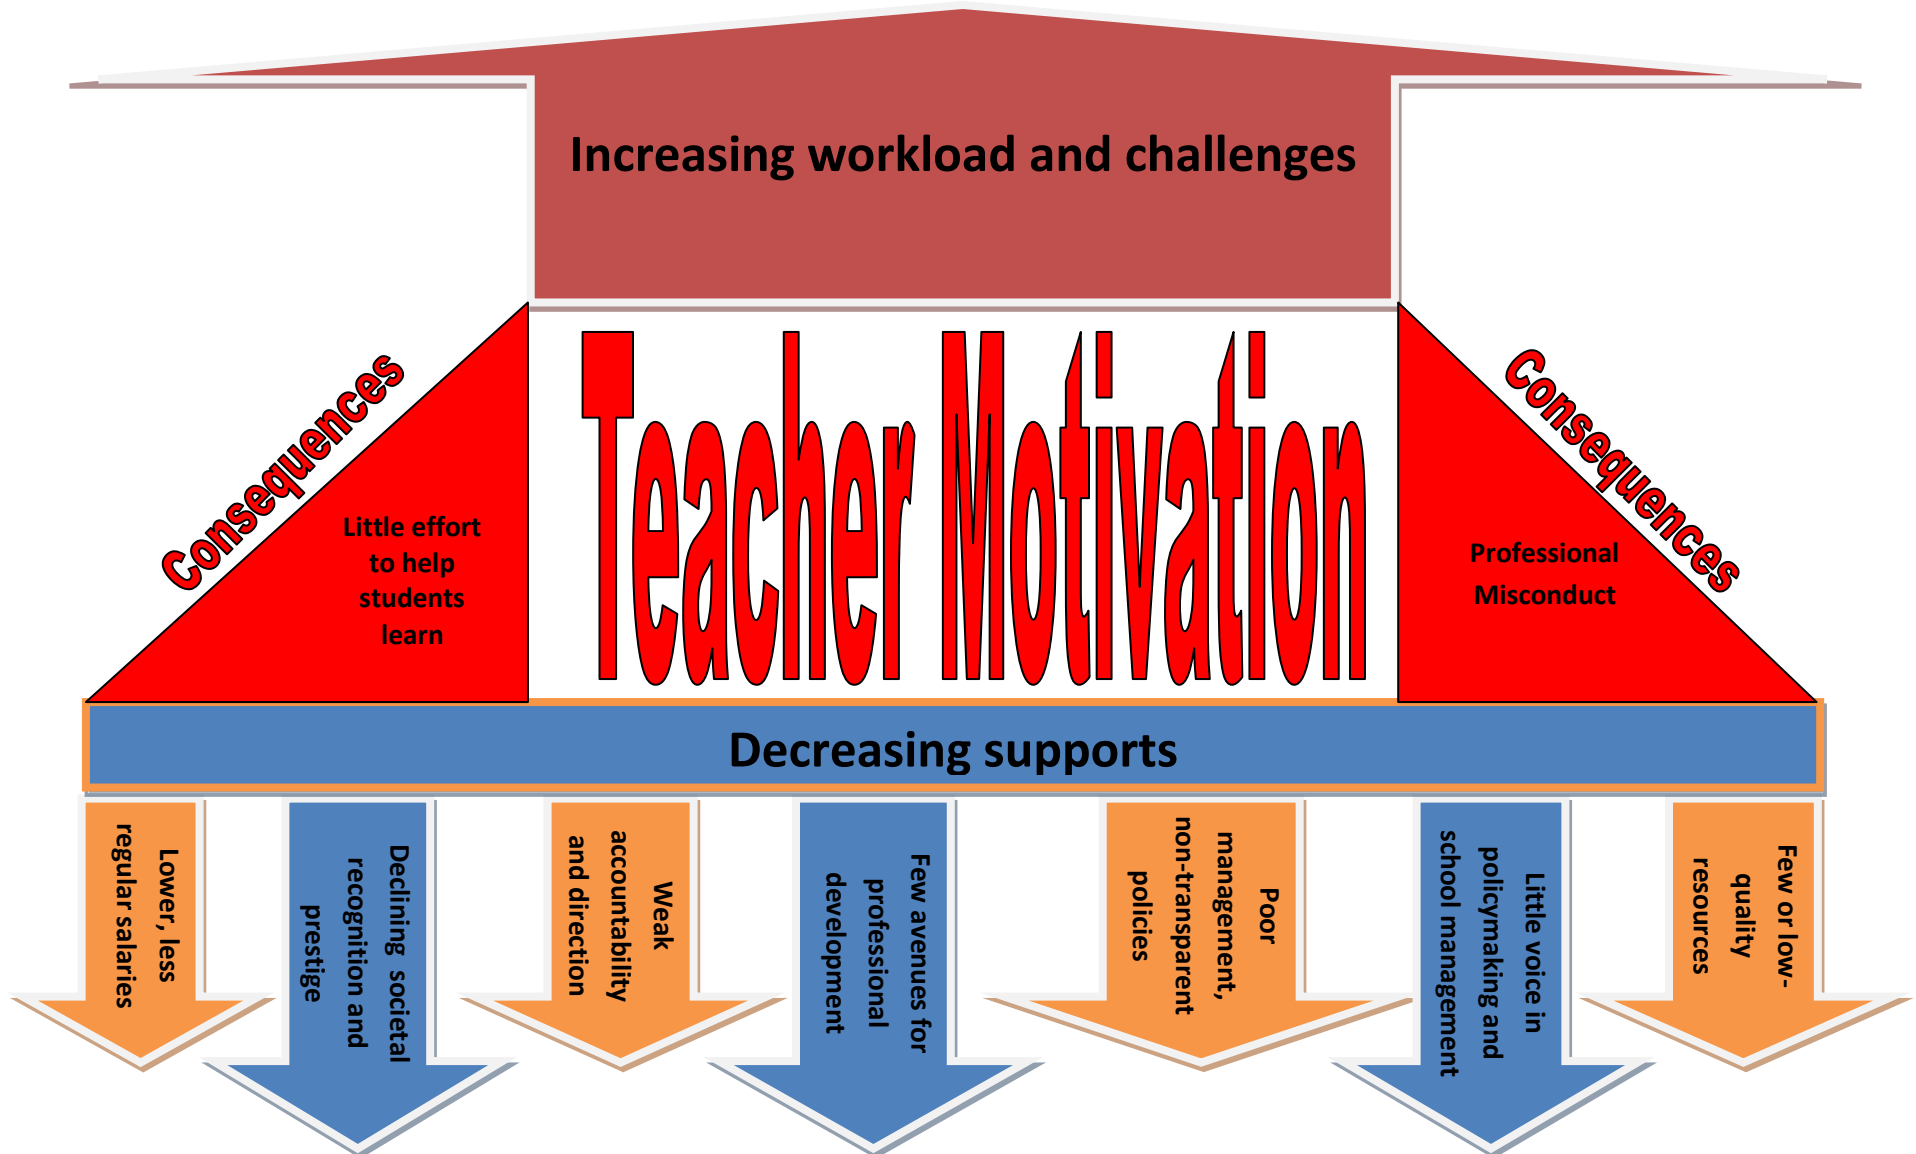 Increasing workload and challenges
Consequences
Little effort
to help
students
learn
Teacher Motivation
Consequences
Professional
Misconduct
Decreasing supports
Lower, less
regular salaries
Declining societal
recognition and
prestige
Weak
accountability
and direction
Few avenues for
professional
development
Poor
management,
non-transparent
policies
Little voice in
policymaking and
school management
Few or low-
quality
resources